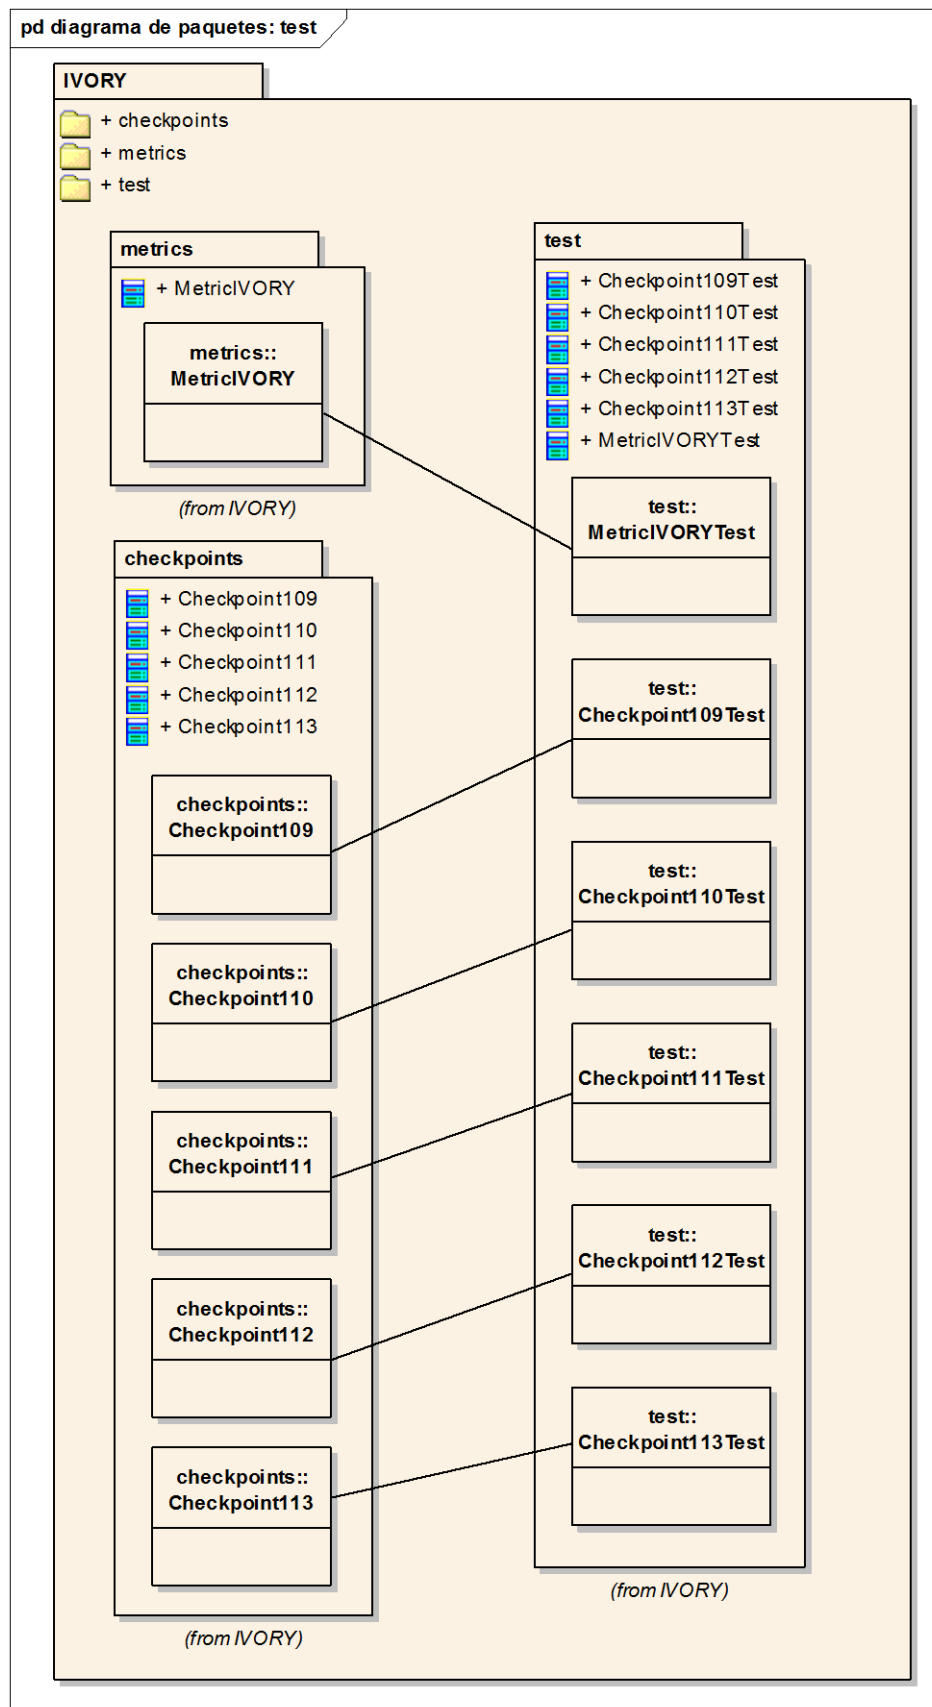 pd diagrama de paquetes: test
IVORY
+ checkpoints
+ metrics
+ test
metrics
+ MetricIVORY
metrics::
MetricIVORY
(from IVORY)
checkpoints
+ Checkpoint109
+ Checkpoint110
+ Checkpoint111
+ Checkpoint112
+ Checkpoint113
checkpoints::
Checkpoint109
checkpoints::
Checkpoint110
checkpoints::
Checkpoint111
checkpoints::
Checkpoint112
checkpoints::
Checkpoint113
(from IVORY)
test
+ Checkpoint109Test
+ Checkpoint110Test
+ Checkpoint111Test
+ Checkpoint112Test
+ Checkpoint113Test
+ MetricIVORYTest
test::
MetricIVORYTest
test::
Checkpoint109Test
test::
Checkpoint110Test
test::
Checkpoint111Test
test::
Checkpoint112Test
test::
Checkpoint113Test
(from IVORY)